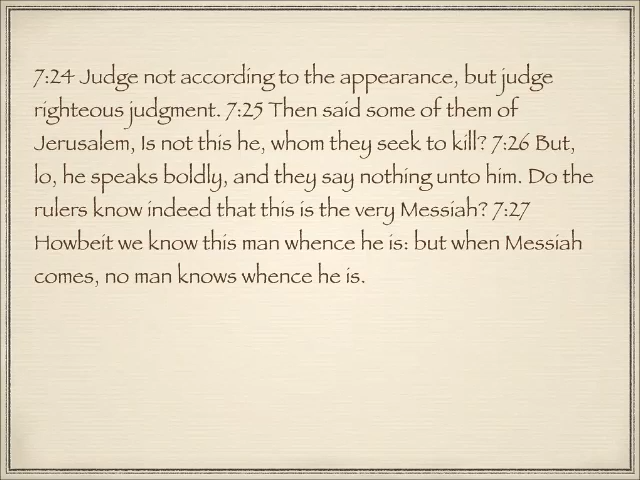 7:24 Judge not according to the appearance, but judge
righteous judgment. 7:25 Then said some of them of
Jerusalem, Is not this he, whom they seek to kill? 7:26 But,
lo, he speaks boldly, and they say nothing unto him. Do the
rulers know indeed that this is the very Messiah? 7:27
Howbeit we know this man whence he is: but when Messiah
comes, no man knows whence he is.